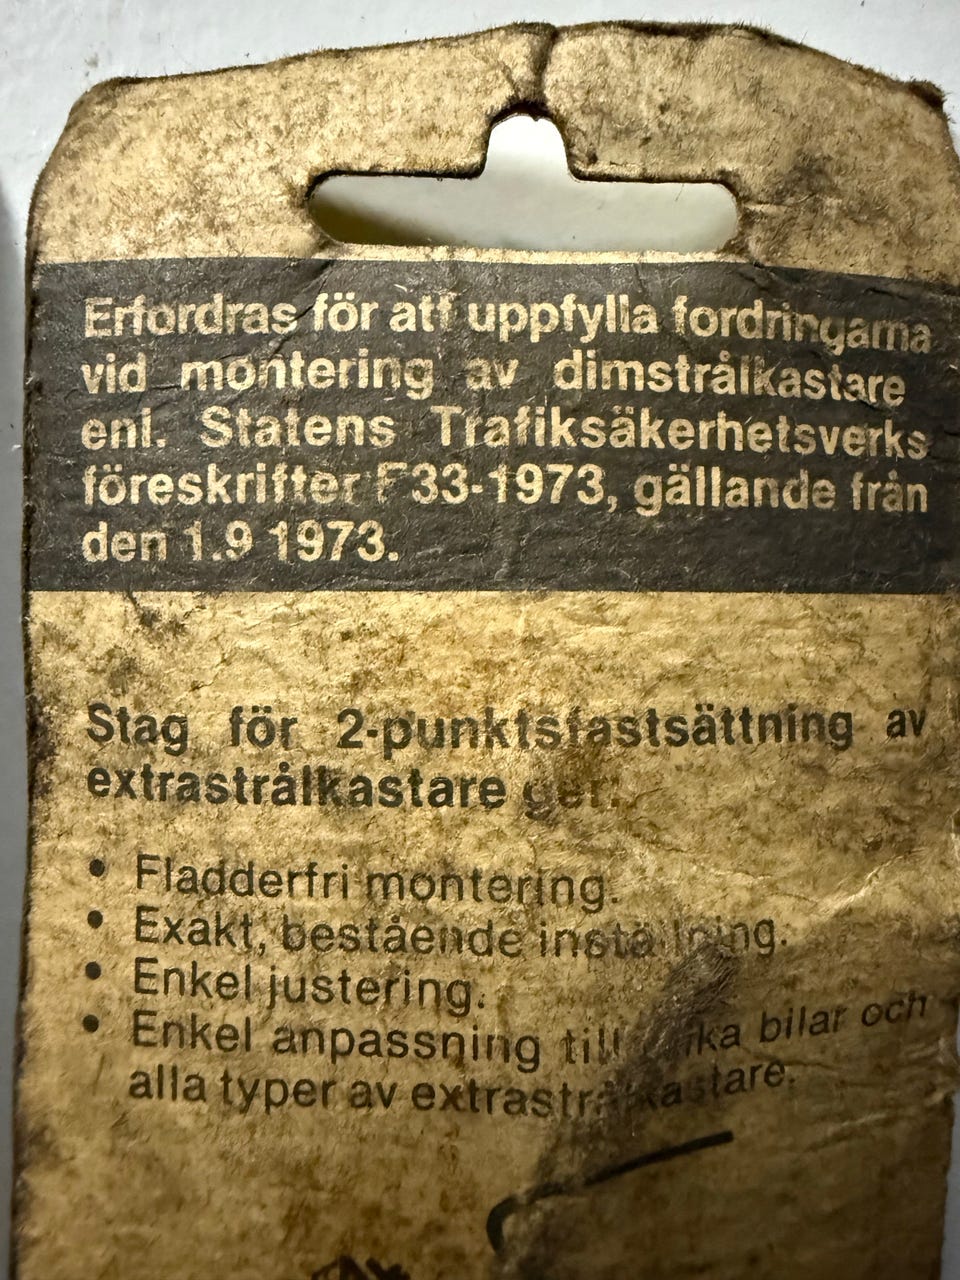 Erfordras för att uppfylla fordringarna
vid montering av dimstrålkastare
enl. Statens Trafiksäkerhetsverks
föreskrifter F33-1973, gällande från
den 1.9 1973.
Stag för 2-punktsfastsättning av
extrastrålkastare ger:
• Fladderfri montering.
• Exakt, bestående inställning.
• Enkel justering.
• Enkel anpassning till olika bilar och
alla typer av extrastrålkastare.